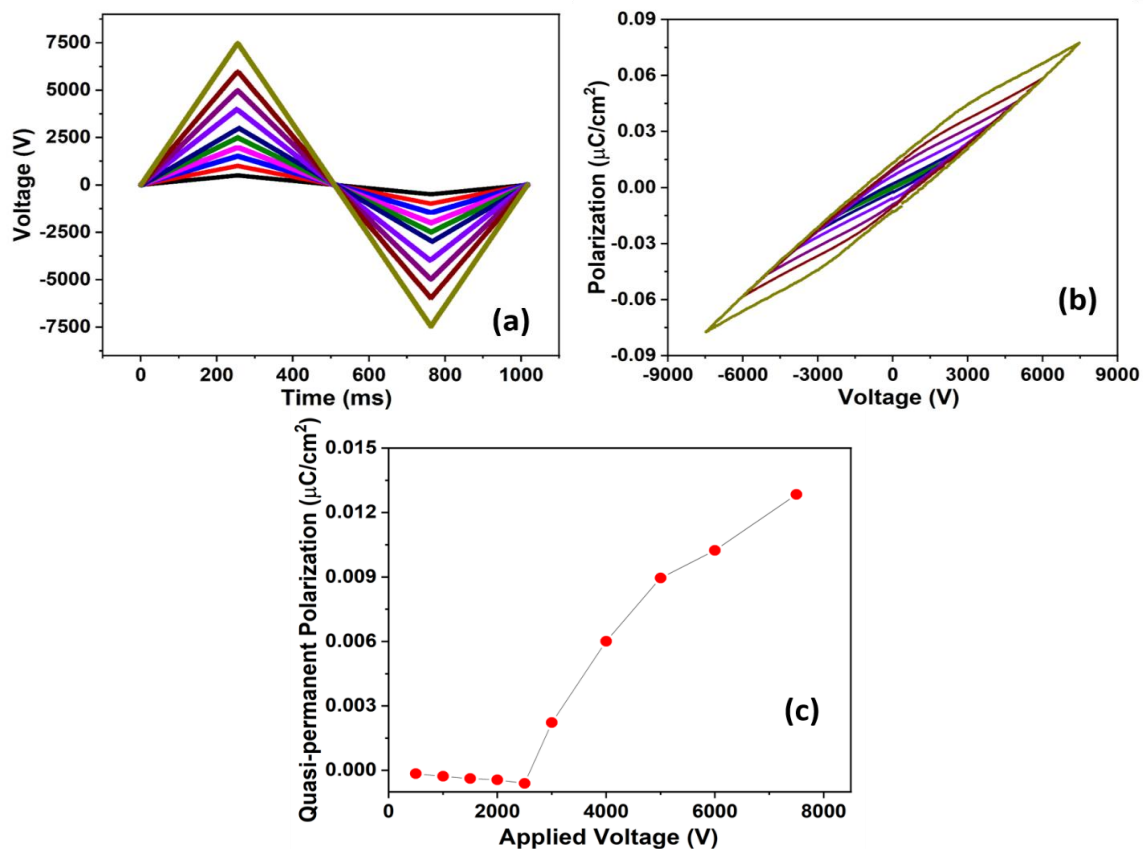 7500
5000
2500
0
-2500
-5000
-7500
Voltage (V)
0 200 400 600 800 1000
Time (ms)
(a)
0.09
0.06
0.03
0.00
-0.03
-0.06
-0.09
Polarization (μC/cm²)
-9000 -6000 -3000 0 3000 6000 9000
Voltage (V)
(b)
0.015
0.012
0.009
0.006
0.003
0.000
Quasi-permanent Polarization (μC/cm²)
0 2000 4000 6000 8000
Applied Voltage (V)
(c)